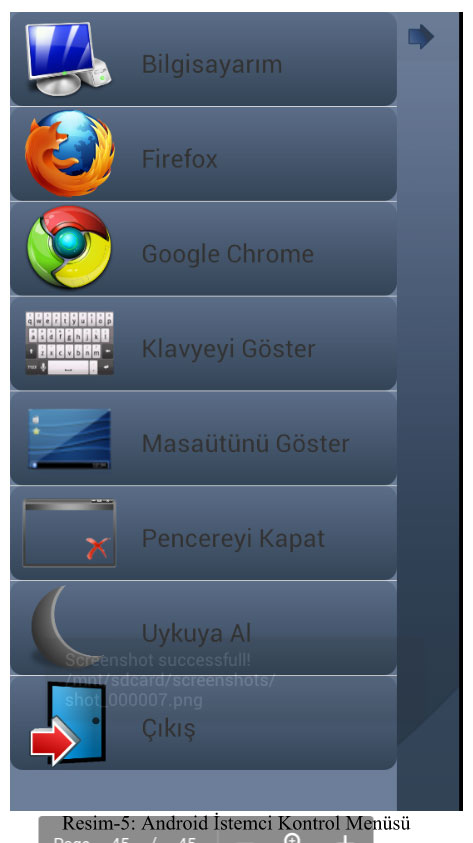 Bilgisayarım
Firefox
Google Chrome
Klavyeyi Göster
Masaütünü Göster
Pencereyi Kapat
Uykuya Al
Screenshot successfull!
/mnt/sdcard/screenshots/
shot_000007.png
Çıkış
Resim-5: Android İstemci Kontrol Menüsü
Page 45 / 45